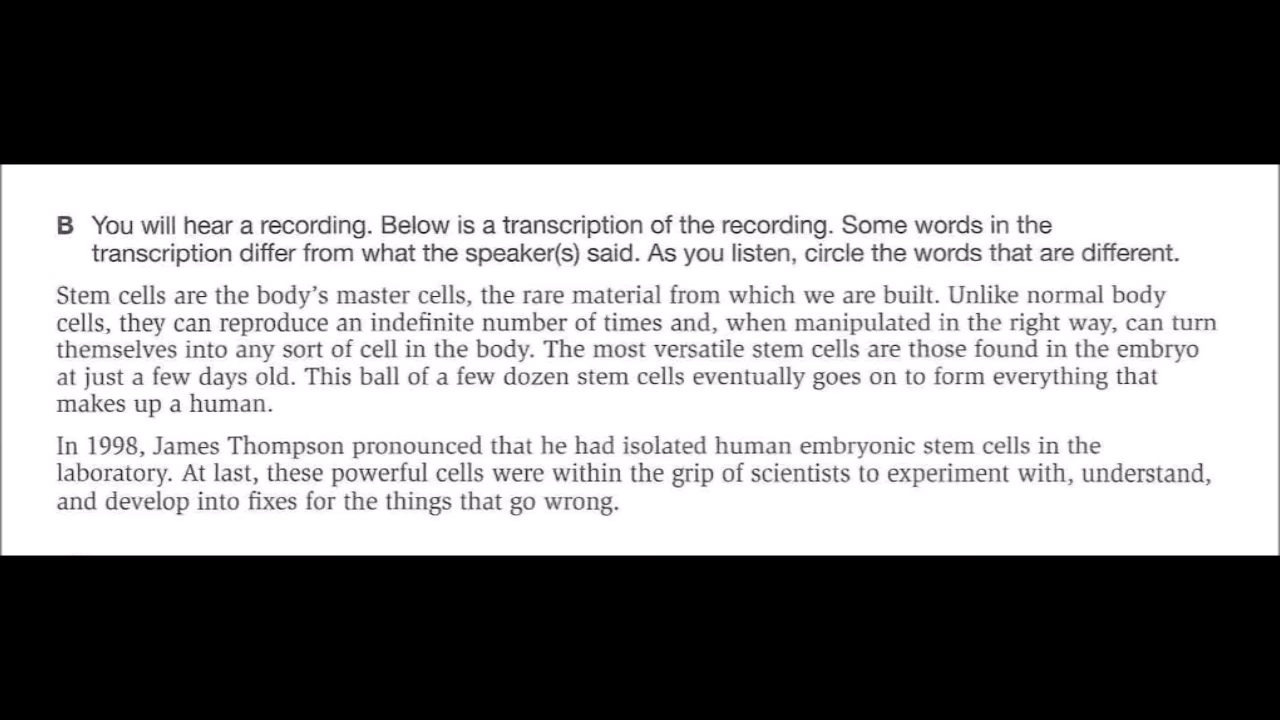 B You will hear a recording. Below is a transcription of the recording. Some words in the
transcription differ from what the speaker(s) said. As you listen, circle the words that are different.
Stem cells are the body's master cells, the rare material from which we are built. Unlike normal body
cells, they can reproduce an indefinite number of times and, when manipulated in the right way, can turn
themselves into any sort of cell in the body. The most versatile stem cells are those found in the embryo
at just a few days old. This ball of a few dozen stem cells eventually goes on to form everything that
makes up a human.
In 1998, James Thompson pronounced that he had isolated human embryonic stem cells in the
laboratory. At last, these powerful cells were within the grip of scientists to experiment with, understand,
and develop into fixes for the things that go wrong.